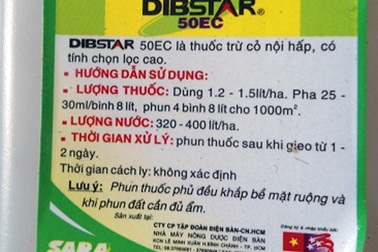 DIBSTAR®
50EC
DIBSTAR 50EC là thuốc trừ cỏ nội hấp, có
tính chọn lọc cao.
• HƯỚNG DẪN SỬ DỤNG:
• LƯỢNG THUỐC: Dùng 1.2 - 1.5lít/ha. Pha 25 -
30ml/bình 8 lít, phun 4 bình 8 lít cho 1000m².
• LƯỢNG NƯỚC: 320 - 400 lít/ha.
• THỜI GIAN XỬ LÝ: phun thuốc sau khi gieo từ 1 -
2 ngày.
Thời gian cách ly: không xác định
Lưu ý: Phun thuốc phủ đều khắp bề mặt ruộng và
khi phun đất cần đủ ẩm.
Sản xuất tại:
CTY CP TẬP ĐOÀN ĐIỆN BÀN-CN.HCM
NHÀ MÁY NÔNG DƯỢC ĐIỆN BÀN
SARA